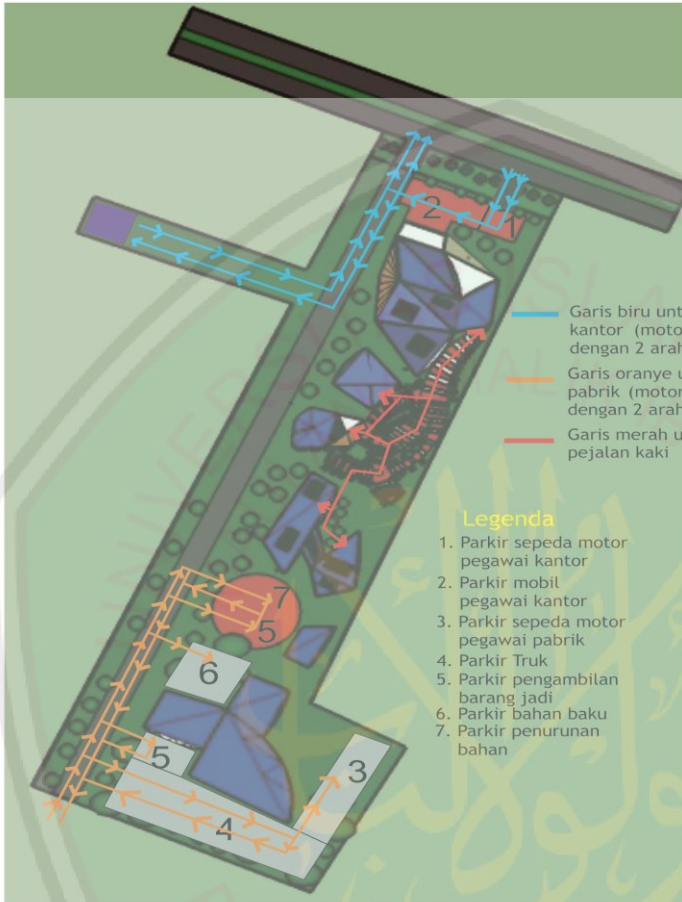 2
1
Garis biru unt
kantor (moto
dengan 2 arah
Garis oranye u
pabrik (motor
dengan 2 arah
Garis merah u
pejalan kaki
Legenda
1. Parkir sepeda motor
pegawai kantor
2. Parkir mobil
pegawai kantor
3. Parkir sepeda motor
pegawai pabrik
4. Parkir Truk
5. Parkir pengambilan
barang jadi
6. Parkir bahan baku
7. Parkir penurunan
bahan
7
5
6
5
3
4